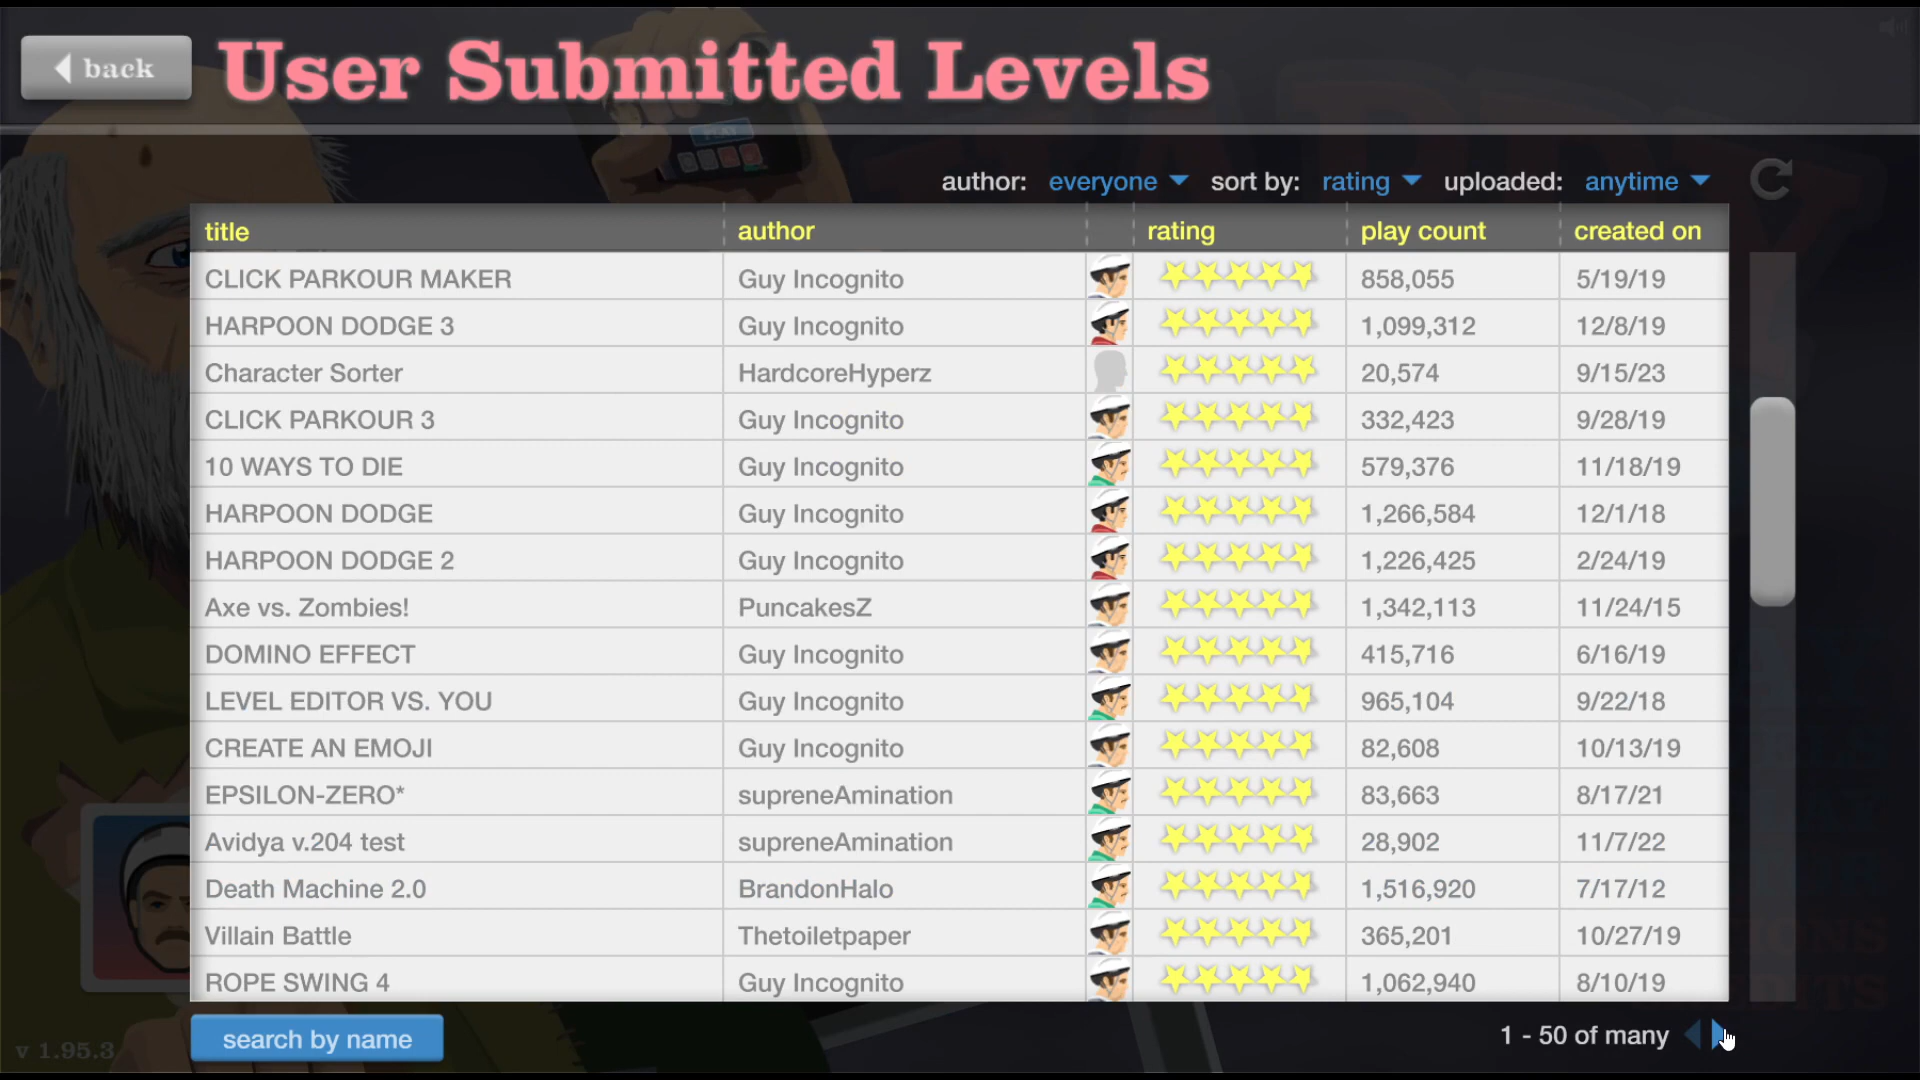 back
User Submitted Levels
author: everyone sort by: rating uploaded: anytime
title author rating play count created on
CLICK PARKOUR MAKER Guy Incognito 858,055 5/19/19
HARPOON DODGE 3 Guy Incognito 1,099,312 12/8/19
Character Sorter HardcoreHyperz 20,574 9/15/23
CLICK PARKOUR 3 Guy Incognito 332,423 9/28/19
10 WAYS TO DIE Guy Incognito 579,376 11/18/19
HARPOON DODGE Guy Incognito 1,266,584 12/1/18
HARPOON DODGE 2 Guy Incognito 1,226,425 2/24/19
Axe vs. Zombies! PuncakesZ 1,342,113 11/24/15
DOMINO EFFECT Guy Incognito 415,716 6/16/19
LEVEL EDITOR VS. YOU Guy Incognito 965,104 9/22/18
CREATE AN EMOJI Guy Incognito 82,608 10/13/19
EPSILON-ZERO* supreneAmination 83,663 8/17/21
Avidya v.204 test supreneAmination 28,902 11/7/22
Death Machine 2.0 BrandonHalo 1,516,920 7/17/12
Villain Battle Thetoiletpaper 365,201 10/27/19
ROPE SWING 4 Guy Incognito 1,062,940 8/10/19
v 1.95.3 search by name 1 - 50 of many